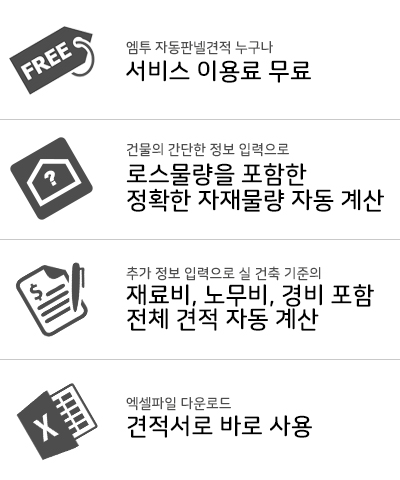 FREE
엠투 자동판넬견적 누구나
서비스 이용료 무료
건물의 간단한 정보 입력으로
?
로스물량을 포함한
정확한 자재물량 자동 계산
추가 정보 입력으로 실 건축 기준의
$
재료비, 노무비, 경비 포함
전체 견적 자동 계산
엑셀파일 다운로드
X
견적서로 바로 사용